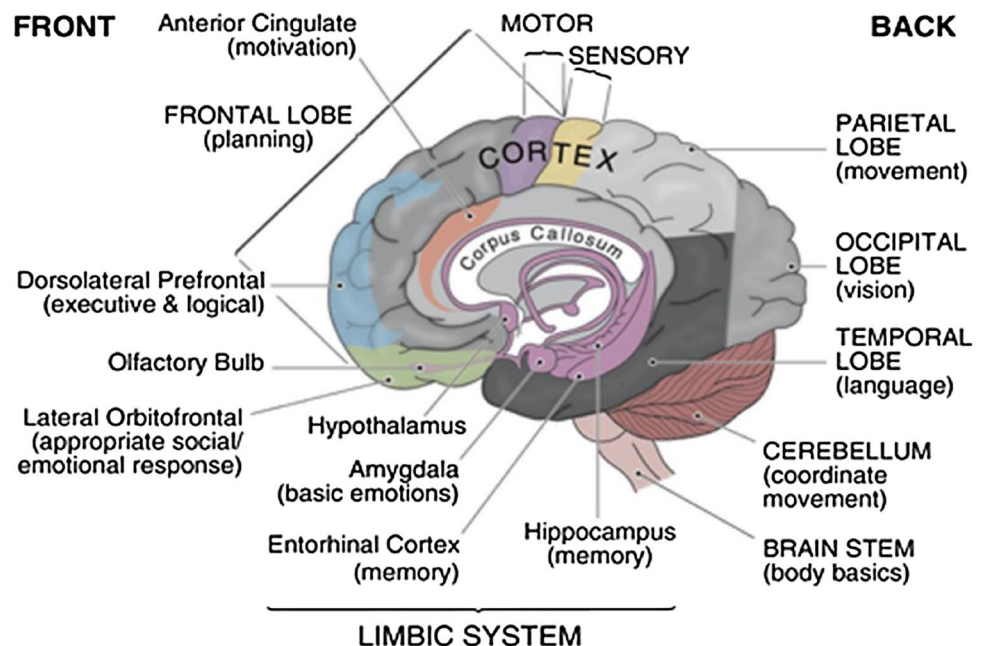 FRONT
Anterior Cingulate
(motivation)
MOTOR
SENSORY
BACK
FRONTAL LOBE
(planning)
CORTEX
PARIETAL
LOBE
(movement)
Corpus Callosum
OCCIPITAL
LOBE
(vision)
Dorsolateral Prefrontal
(executive & logical)
TEMPORAL
LOBE
(language)
Olfactory Bulb
Lateral Orbitofrontal
(appropriate social/
emotional response)
Hypothalamus
Amygdala
(basic emotions)
CEREBELLUM
(coordinate
movement)
Entorhinal Cortex
(memory)
Hippocampus
(memory)
BRAIN STEM
(body basics)
LIMBIC SYSTEM